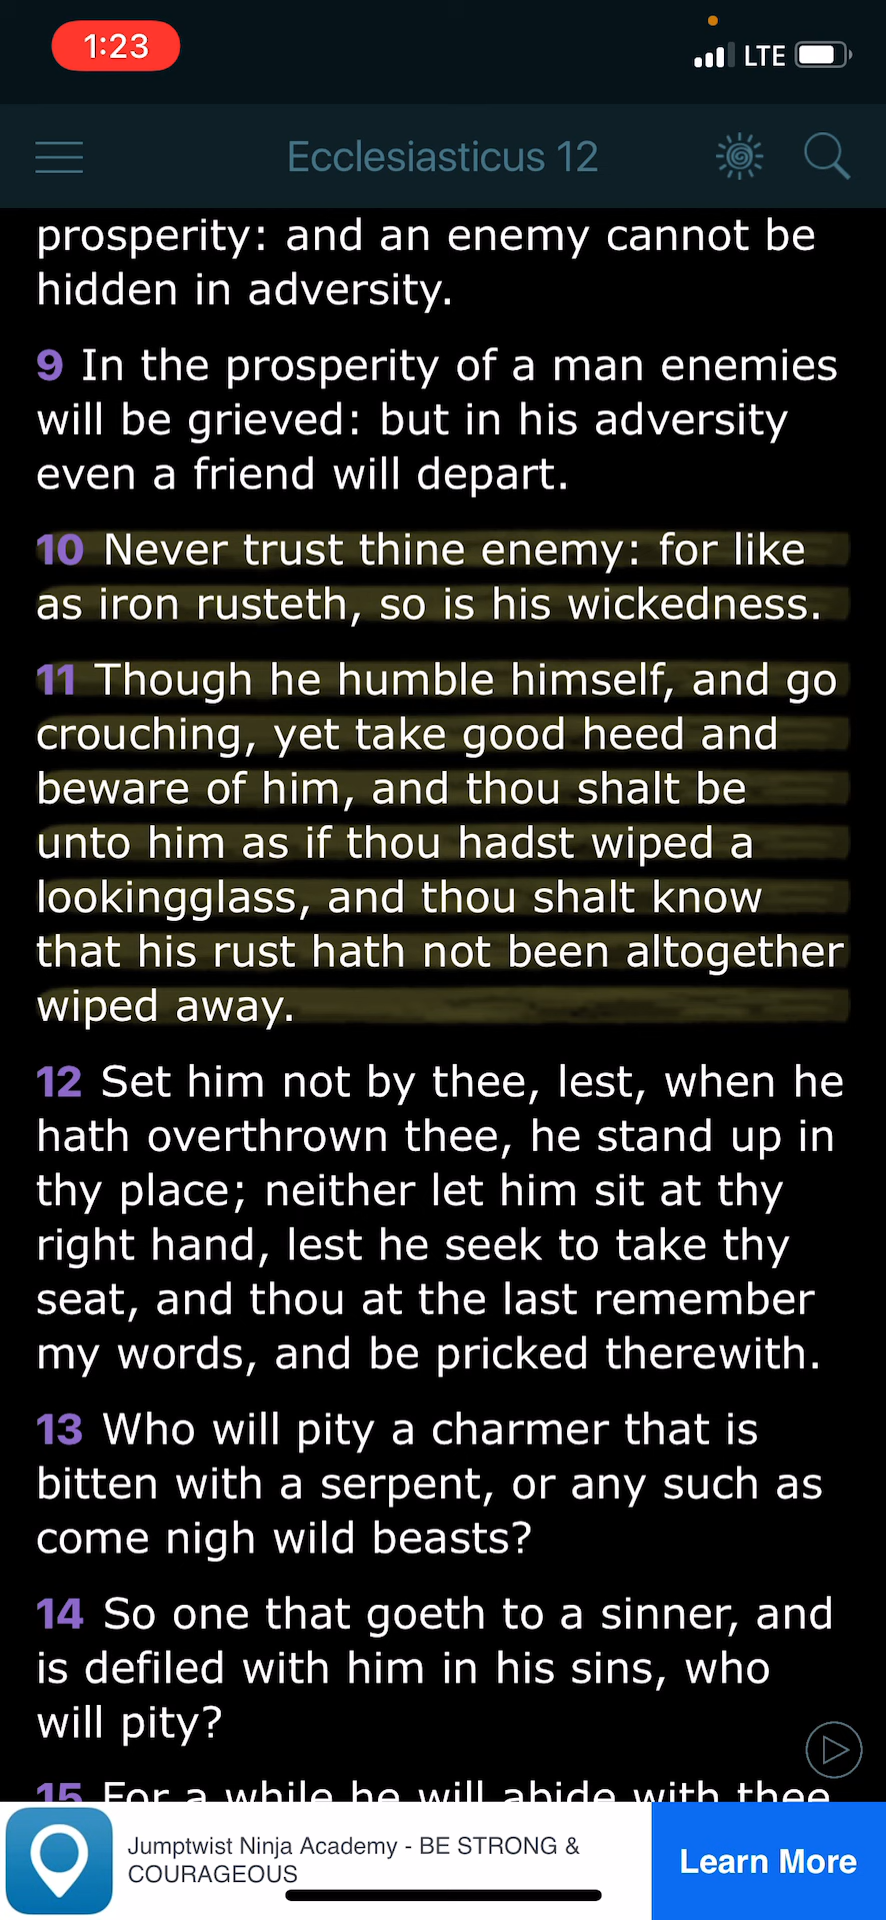 1:23
LTE
Ecclesiasticus 12
prosperity: and an enemy cannot be
hidden in adversity.
9 In the prosperity of a man enemies
will be grieved: but in his adversity
even a friend will depart.
10 Never trust thine enemy: for like
as iron rusteth, so is his wickedness.
11 Though he humble himself, and go
crouching, yet take good heed and
beware of him, and thou shalt be
unto him as if thou hadst wiped a
lookingglass, and thou shalt know
that his rust hath not been altogether
wiped away.
12 Set him not by thee, lest, when he
hath overthrown thee, he stand up in
thy place; neither let him sit at thy
right hand, lest he seek to take thy
seat, and thou at the last remember
my words, and be pricked therewith.
13 Who will pity a charmer that is
bitten with a serpent, or any such as
come nigh wild beasts?
14 So one that goeth to a sinner, and
is defiled with him in his sins, who
will pity?
15 For a while he will abide with thee
Jumptwist Ninja Academy - BE STRONG &
COURAGEOUS
Learn More